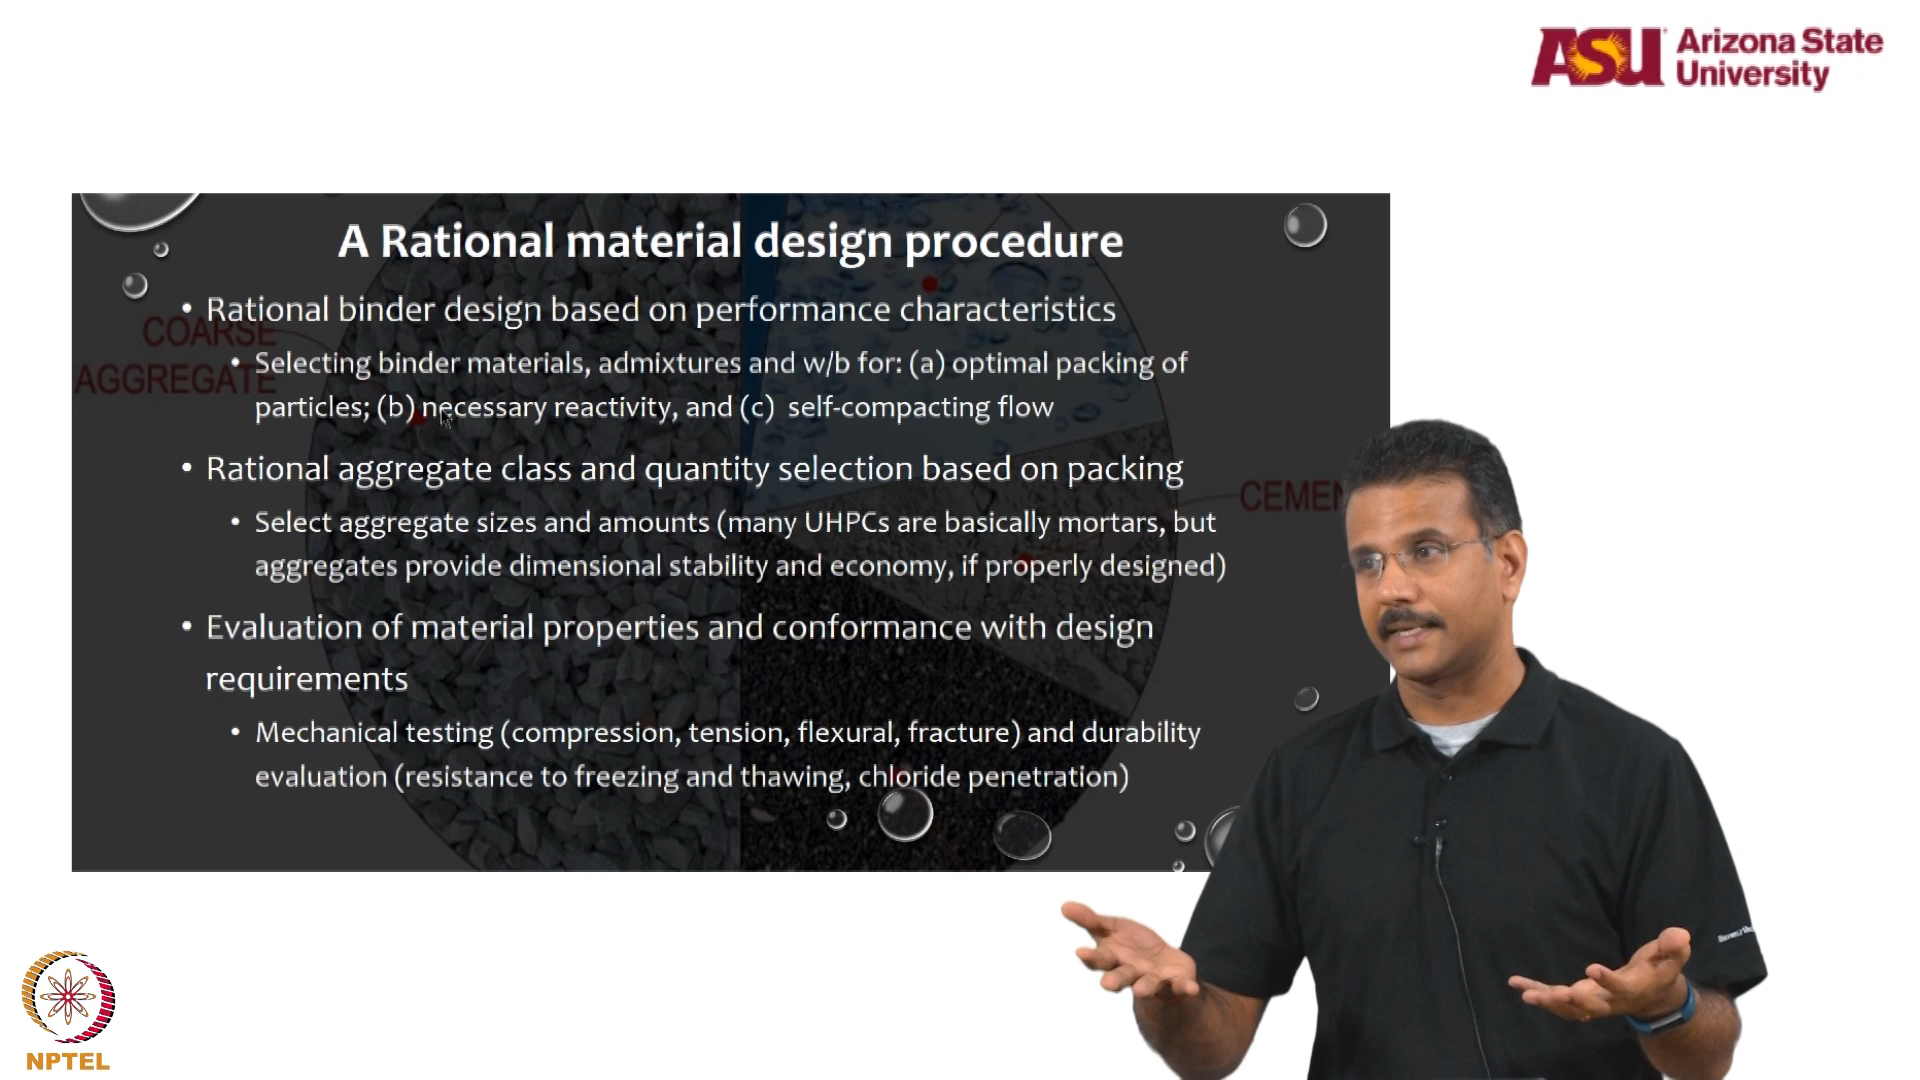 ASU Arizona State
University
A Rational material design procedure
• Rational binder design based on performance characteristics
COARSE
AGGREGATE
• Selecting binder materials, admixtures and w/b for: (a) optimal packing of
particles; (b) necessary reactivity, and (c) self-compacting flow
• Rational aggregate class and quantity selection based on packing
CEMEN
• Select aggregate sizes and amounts (many UHPCs are basically mortars, but
aggregates provide dimensional stability and economy, if properly designed)
• Evaluation of material properties and conformance with design
requirements
• Mechanical testing (compression, tension, flexural, fracture) and durability
evaluation (resistance to freezing and thawing, chloride penetration)
NPTEL